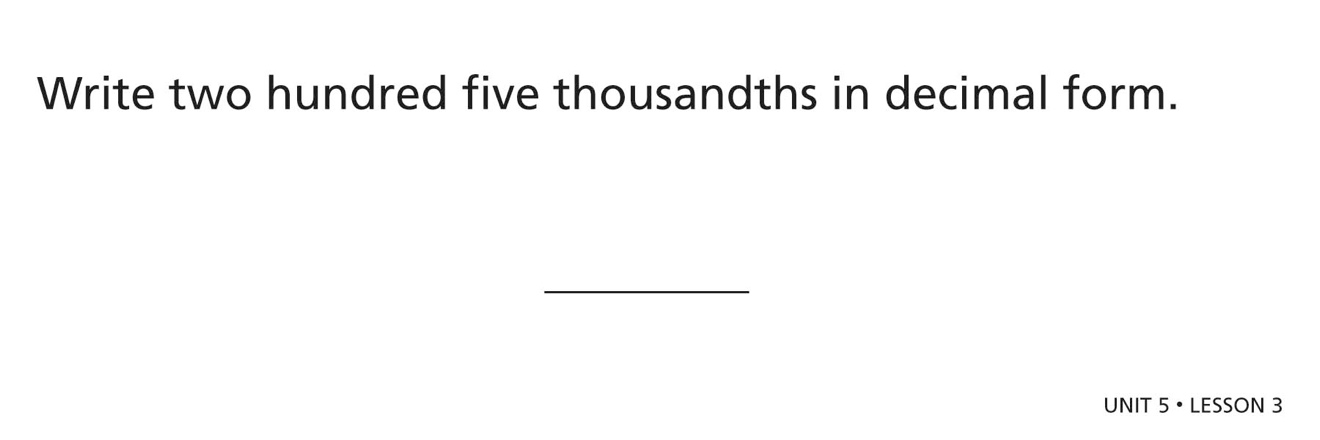 Write two hundred five thousandths in decimal form.
UNIT 5 • LESSON 3